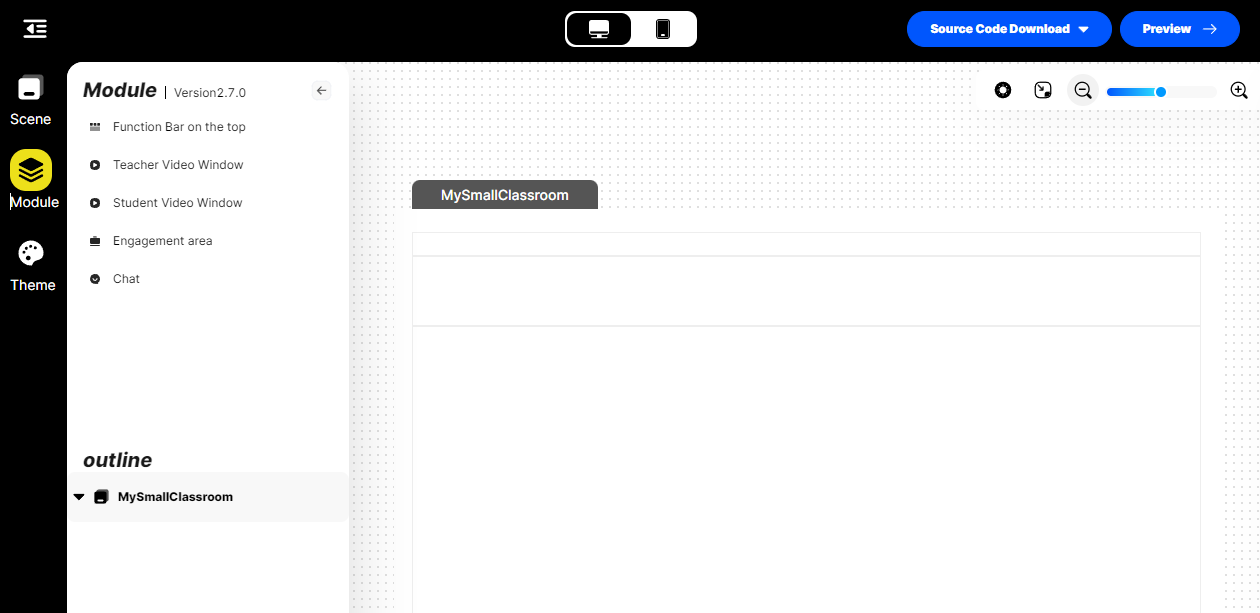 Source Code Download
Preview
Scene
Module
Theme
Module | Version2.7.0
Function Bar on the top
Teacher Video Window
Student Video Window
Engagement area
Chat
outline
MySmallClassroom
MySmallClassroom